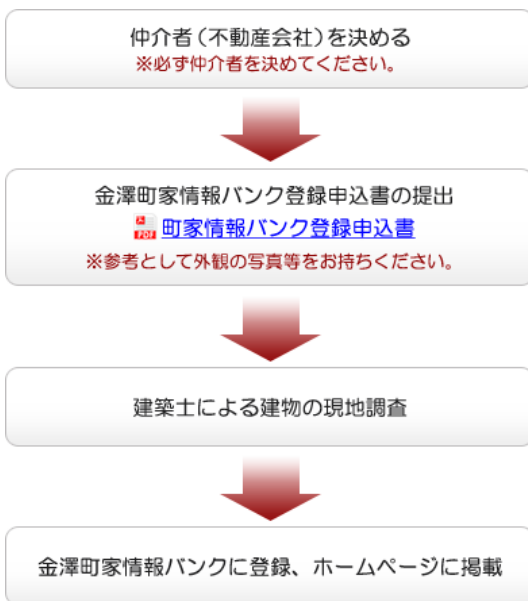 仲介者（不動産会社）を決める
※必ず仲介者を決めてください。
金澤町家情報バンク登録申込書の提出
PDF 町家情報バンク登録申込書
※参考として外観の写真等をお持ちください。
建築士による建物の現地調査
金澤町家情報バンクに登録、ホームページに掲載